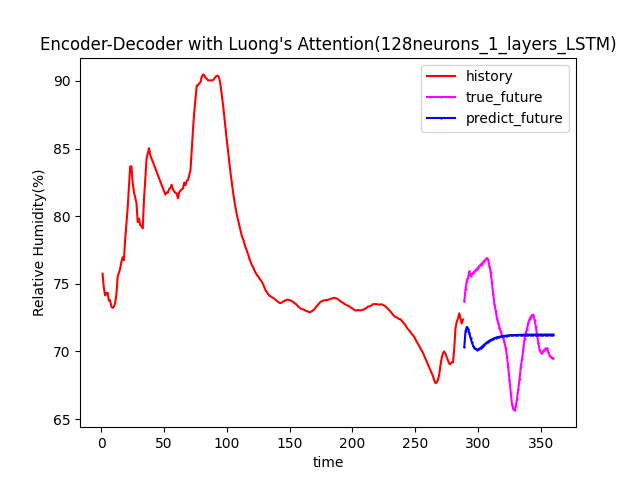 Encoder-Decoder with Luong's Attention(128neurons_1_layers_LSTM)
history
true_future
predict_future
Relative Humidity(%)
90
85
80
75
70
65
0 50 100 150 200 250 300 350
time